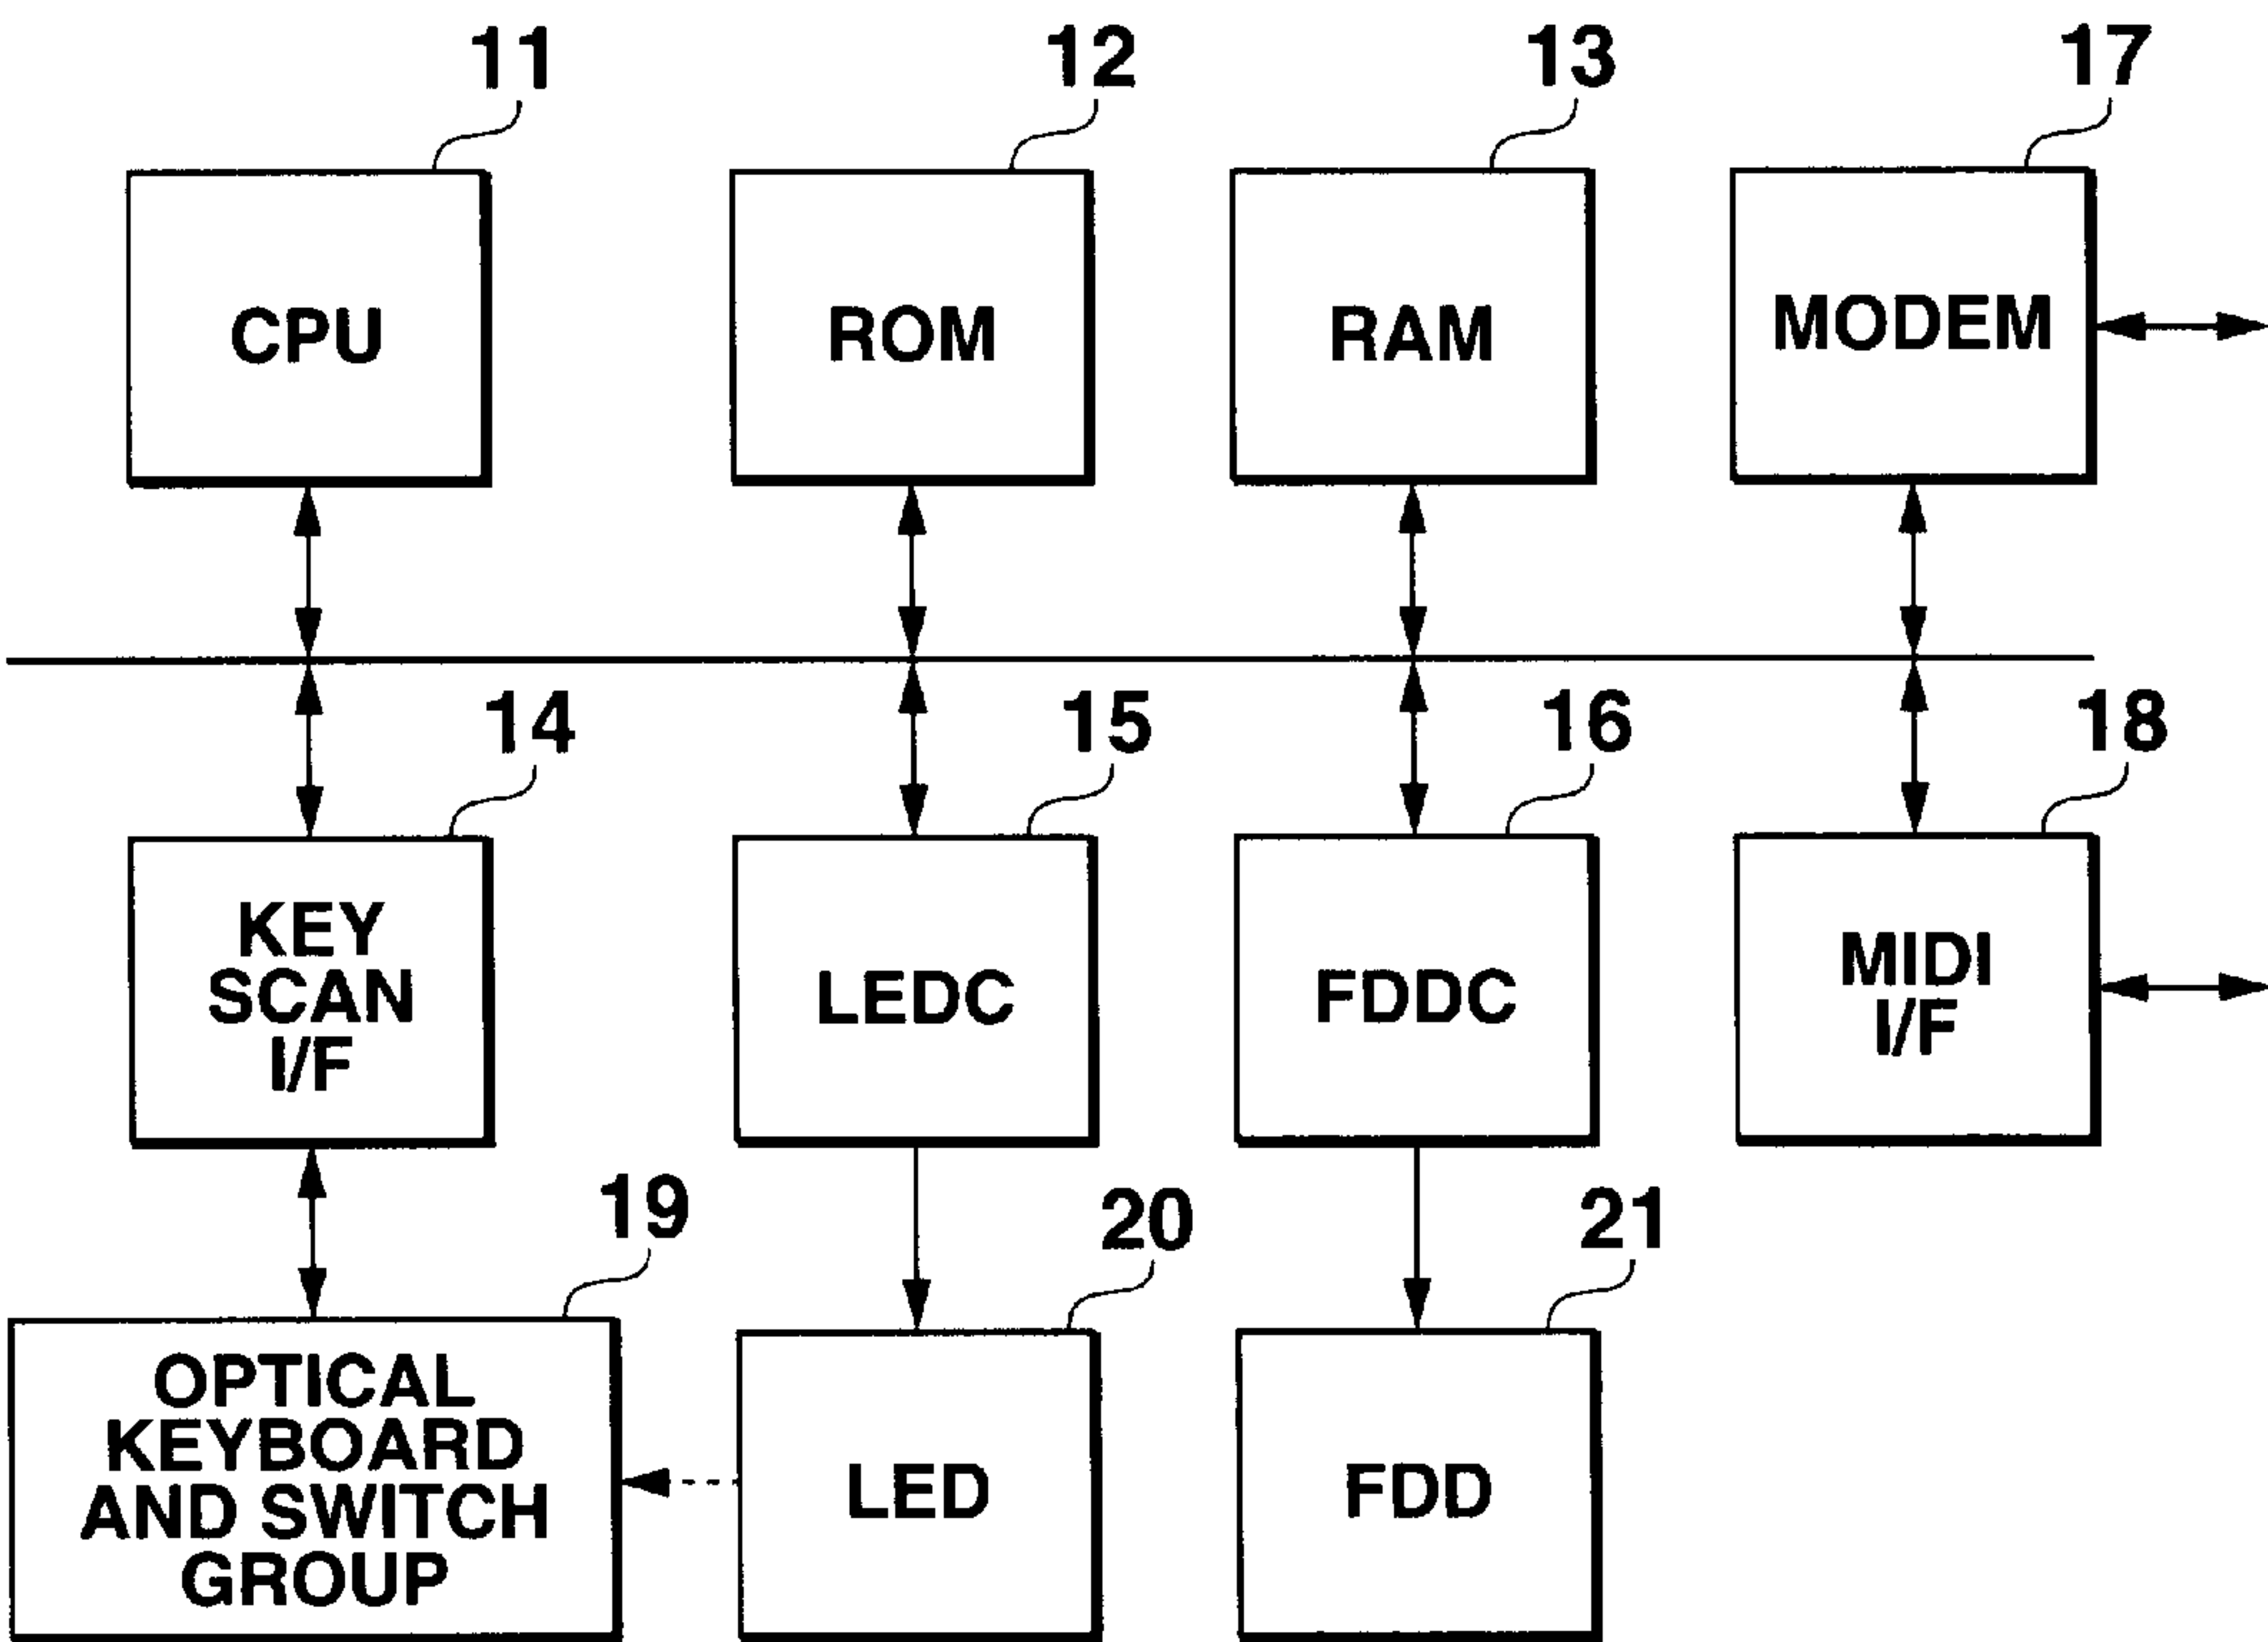 11
12
13
17
CPU
ROM
RAM
MODEM
14
15
16
18
KEY
SCAN
I/F
LEDC
FDDC
MIDI
I/F
19
20
21
OPTICAL
KEYBOARD
AND SWITCH
GROUP
LED
FDD